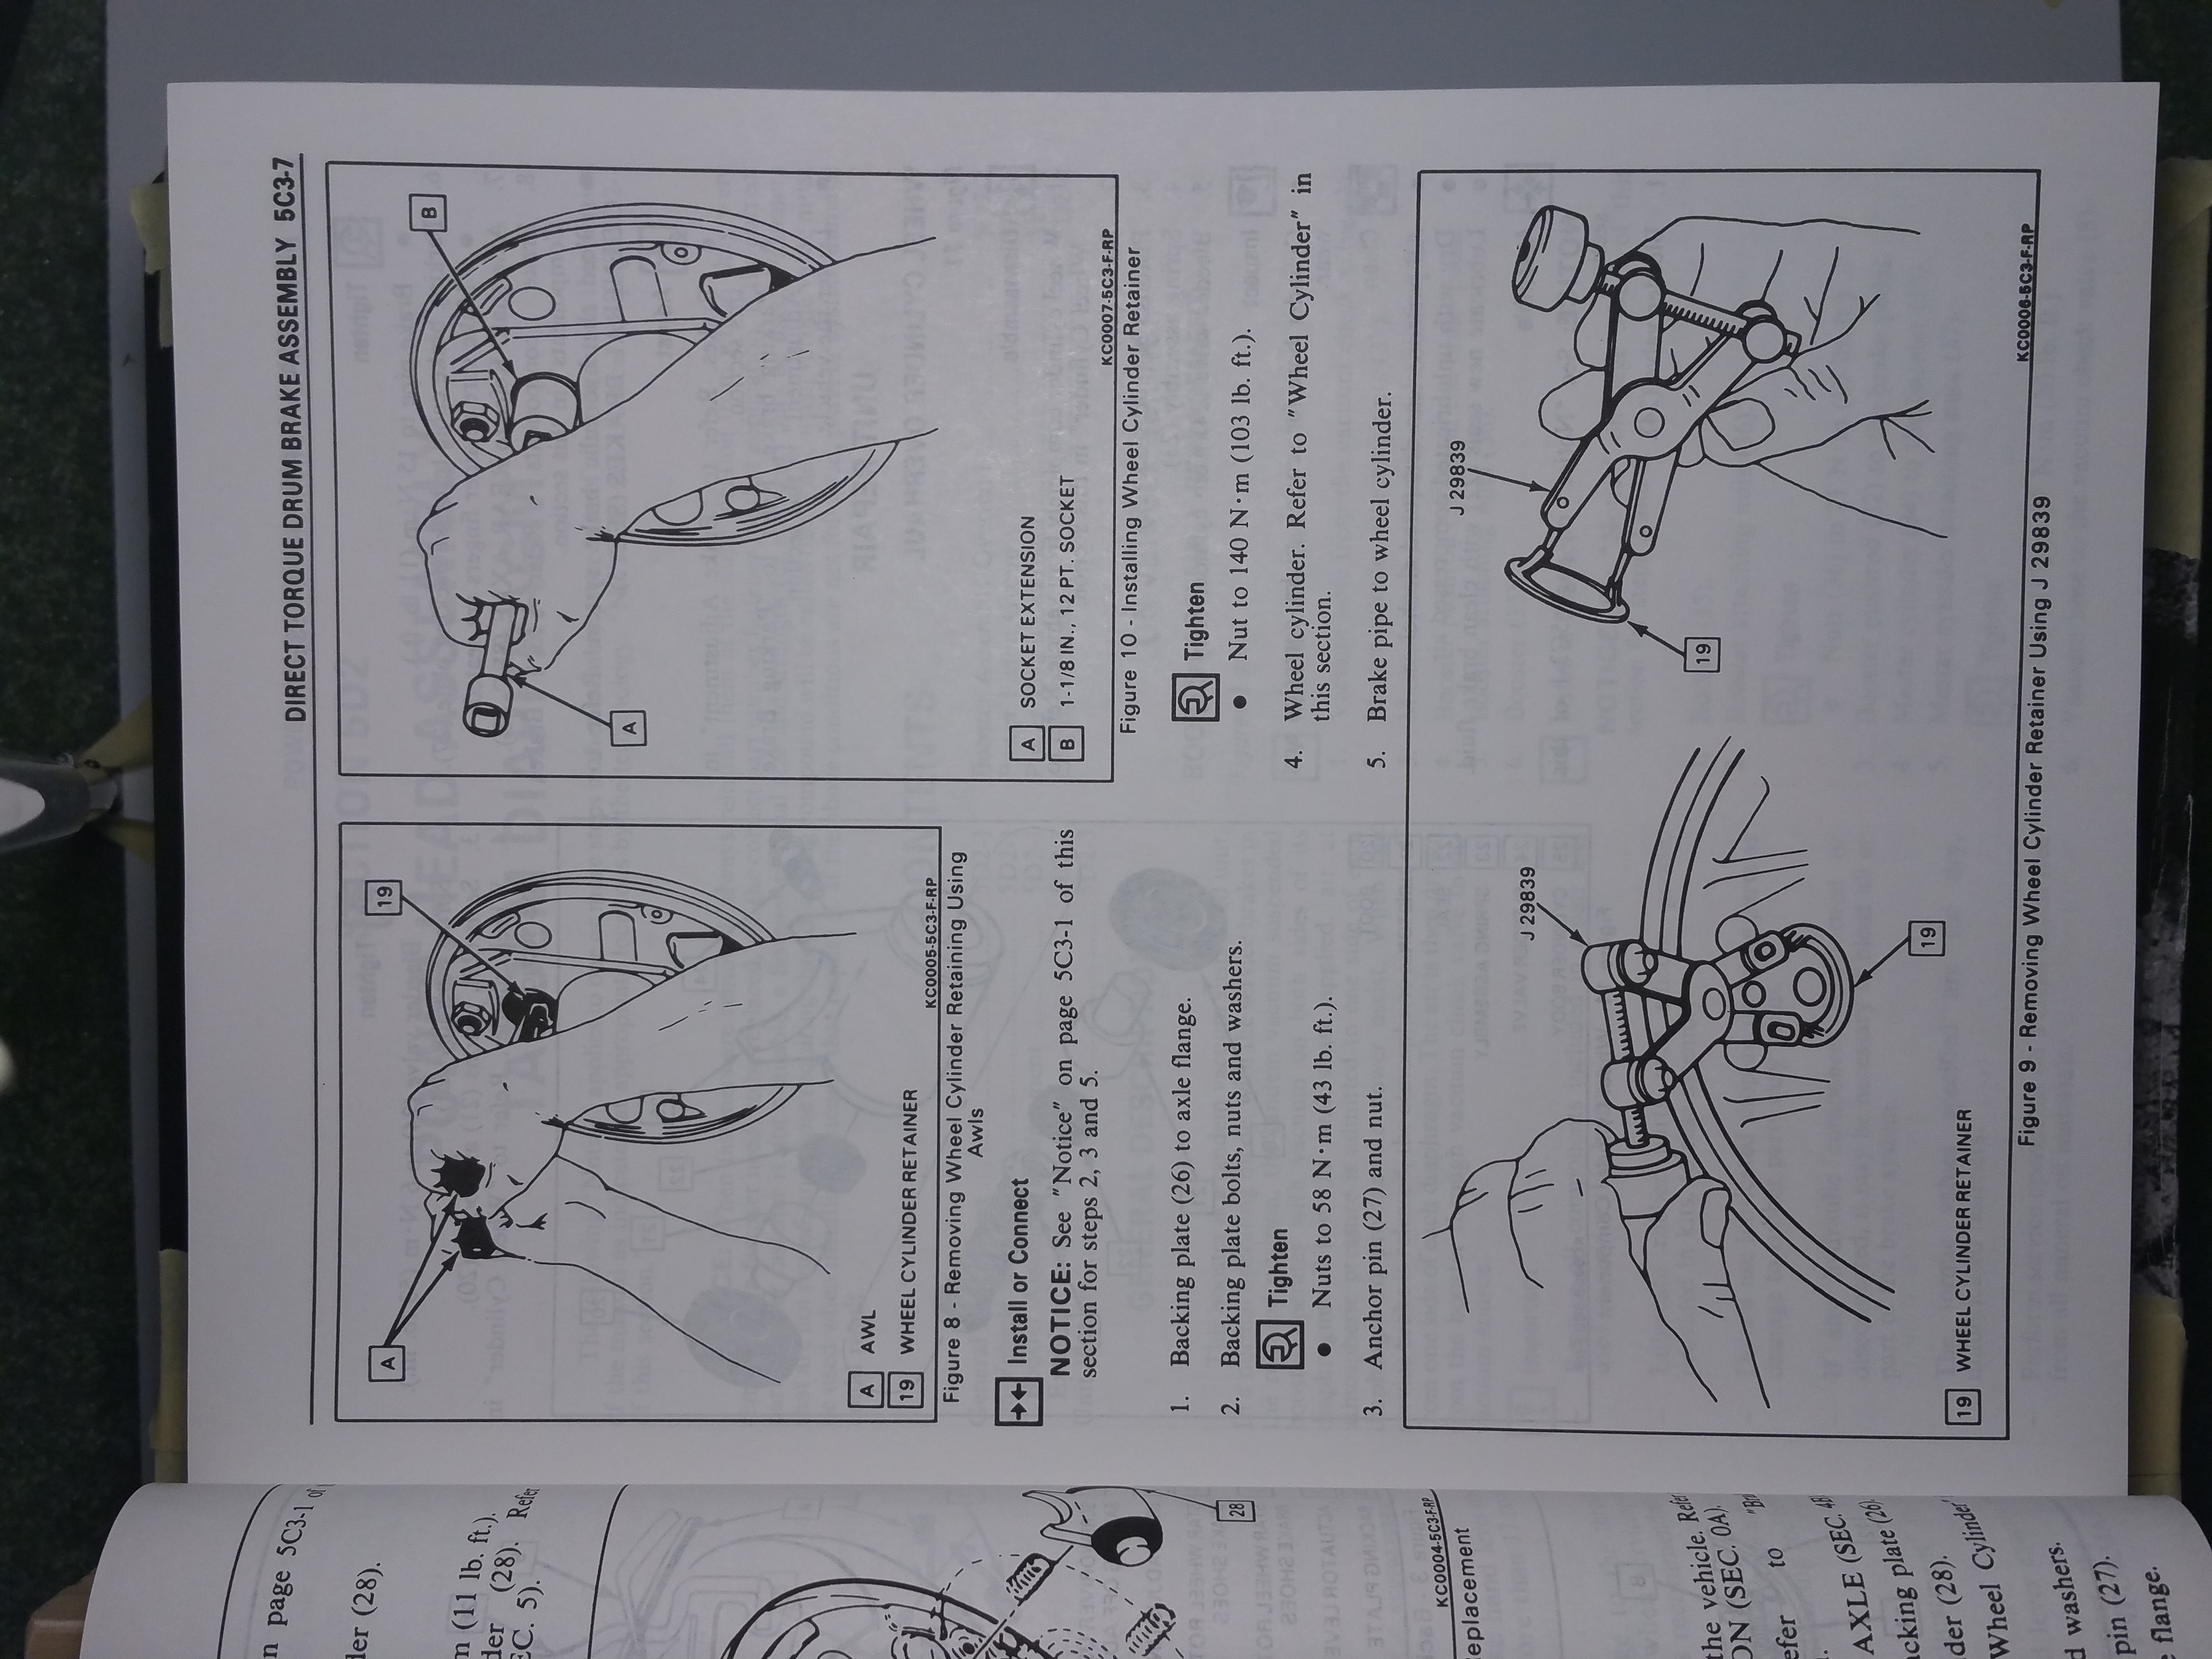 DIRECT TORQUE DRUM BRAKE ASSEMBLY 5C3-7
19
A
A AWL
19 WHEEL CYLINDER RETAINER
KC0005-5C3-F-RP
Figure 8 - Removing Wheel Cylinder Retaining Using
Awls
Install or Connect
NOTICE: See "Notice" on page 5C3-1 of this
section for steps 2, 3 and 5.
1. Backing plate (26) to axle flange.
2. Backing plate bolts, nuts and washers.
Tighten
• Nuts to 58 N·m (43 lb. ft.).
3. Anchor pin (27) and nut.
B
A
A SOCKET EXTENSION
B 1-1/8 IN., 12 PT. SOCKET
KC0007-5C3-F-RP
Figure 10 - Installing Wheel Cylinder Retainer
Tighten
• Nut to 140 N·m (103 lb. ft.).
4. Wheel cylinder. Refer to "Wheel Cylinder" in
this section.
5. Brake pipe to wheel cylinder.
J 29839
J 29839
19
19
19 WHEEL CYLINDER RETAINER
KC0006-5C3-F-RP
Figure 9 - Removing Wheel Cylinder Retainer Using J 29839
n page 5C3-1 of
der (28).
m (11 lb. ft.).
der (28). Refer
EC. 5).
28
KC0004-5C3-F-RP
eplacement
the vehicle. Refer
ON (SEC. 0A).
efer to "Br
AXLE (SEC. 4B
acking plate (26)
der (28).
Wheel Cylinder"
d washers.
pin (27).
flange.